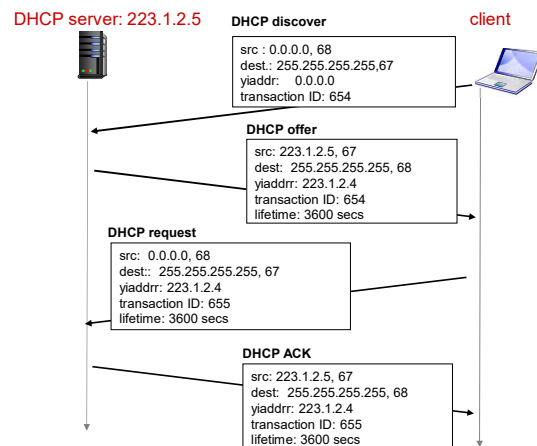 DHCP server: 223.1.2.5
DHCP discover
client
src : 0.0.0.0, 68
dest.: 255.255.255.255,67
yiaddr: 0.0.0.0
transaction ID: 654
DHCP offer
src: 223.1.2.5, 67
dest: 255.255.255.255, 68
yiaddrr: 223.1.2.4
transaction ID: 654
lifetime: 3600 secs
DHCP request
src: 0.0.0.0, 68
dest:: 255.255.255.255, 67
yiaddrr: 223.1.2.4
transaction ID: 655
lifetime: 3600 secs
DHCP ACK
src: 223.1.2.5, 67
dest: 255.255.255.255, 68
yiaddrr: 223.1.2.4
transaction ID: 655
lifetime: 3600 secs